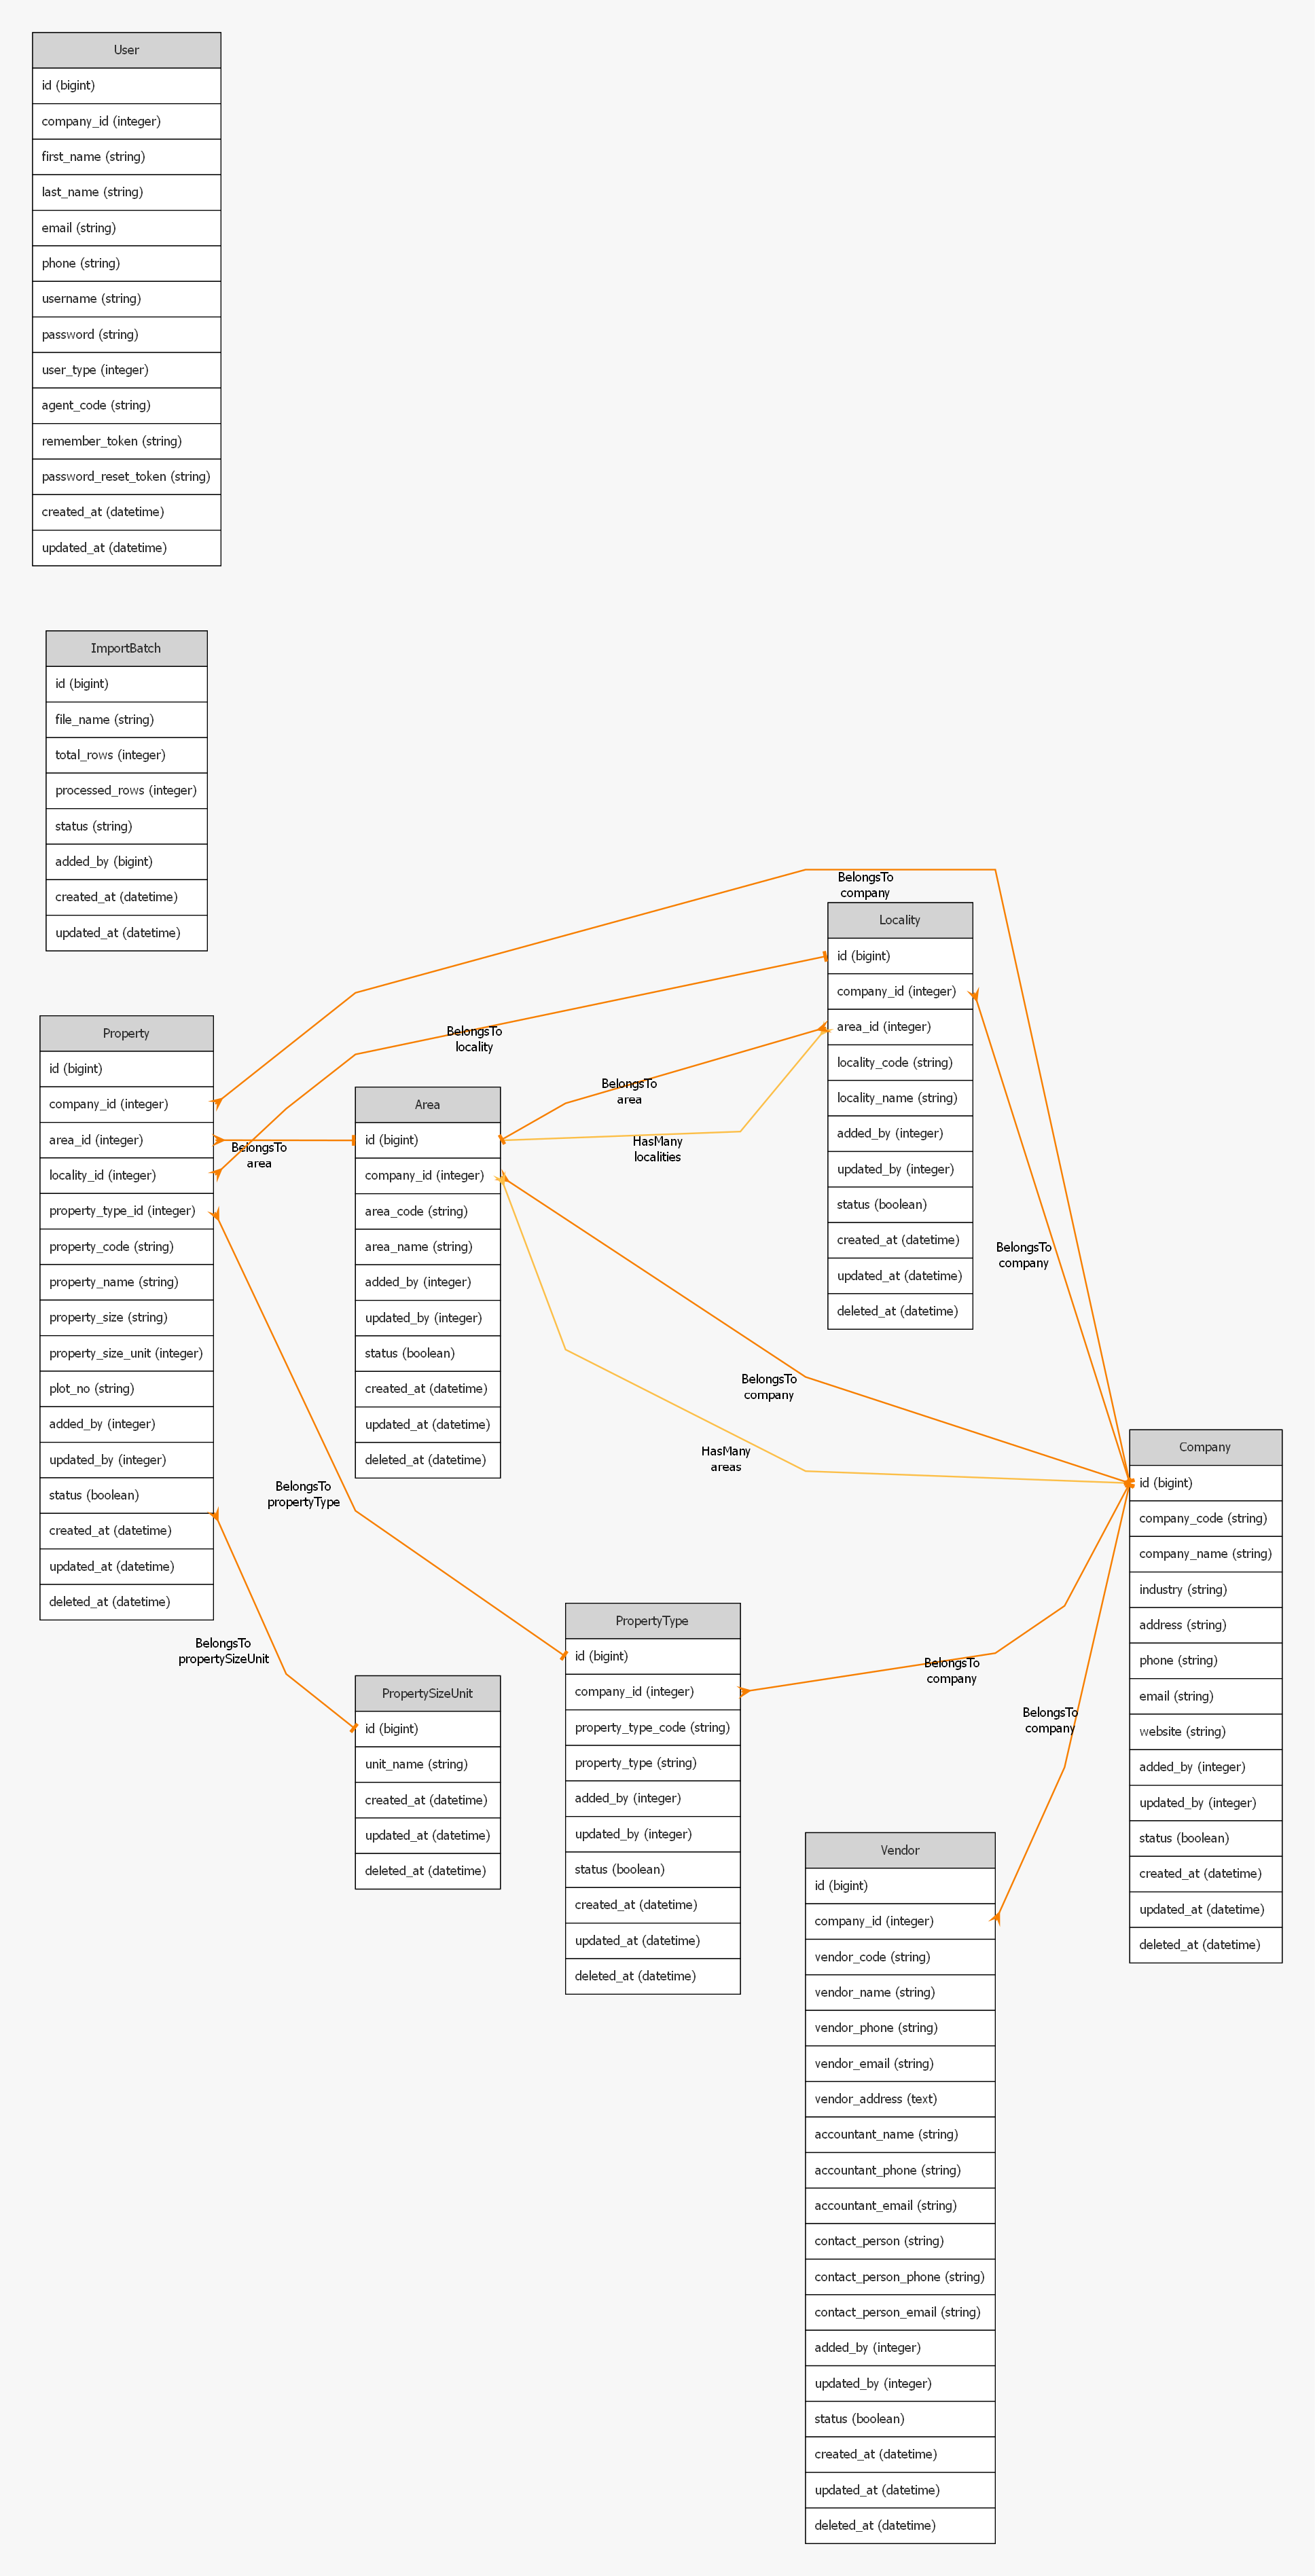 User
id (bigint)
company_id (integer)
first_name (string)
last_name (string)
email (string)
phone (string)
username (string)
password (string)
user_type (integer)
agent_code (string)
remember_token (string)
password_reset_token (string)
created_at (datetime)
updated_at (datetime)
ImportBatch
id (bigint)
file_name (string)
total_rows (integer)
processed_rows (integer)
status (string)
added_by (bigint)
created_at (datetime)
updated_at (datetime)
Property
id (bigint)
company_id (integer)
area_id (integer)
locality_id (integer)
property_type_id (integer)
property_code (string)
property_name (string)
property_size (string)
property_size_unit (integer)
plot_no (string)
added_by (integer)
updated_by (integer)
status (boolean)
created_at (datetime)
updated_at (datetime)
deleted_at (datetime)
BelongsTo
company
BelongsTo
locality
BelongsTo
area
BelongsTo
propertyType
BelongsTo
propertySizeUnit
Area
id (bigint)
company_id (integer)
area_code (string)
area_name (string)
added_by (integer)
updated_by (integer)
status (boolean)
created_at (datetime)
updated_at (datetime)
deleted_at (datetime)
BelongsTo
area
HasMany
localities
BelongsTo
company
HasMany
areas
Locality
id (bigint)
company_id (integer)
area_id (integer)
locality_code (string)
locality_name (string)
added_by (integer)
updated_by (integer)
status (boolean)
created_at (datetime)
updated_at (datetime)
deleted_at (datetime)
BelongsTo
company
PropertySizeUnit
id (bigint)
unit_name (string)
created_at (datetime)
updated_at (datetime)
deleted_at (datetime)
PropertyType
id (bigint)
company_id (integer)
property_type_code (string)
property_type (string)
added_by (integer)
updated_by (integer)
status (boolean)
created_at (datetime)
updated_at (datetime)
deleted_at (datetime)
BelongsTo
company
BelongsTo
company
Company
id (bigint)
company_code (string)
company_name (string)
industry (string)
address (string)
phone (string)
email (string)
website (string)
added_by (integer)
updated_by (integer)
status (boolean)
created_at (datetime)
updated_at (datetime)
deleted_at (datetime)
Vendor
id (bigint)
company_id (integer)
vendor_code (string)
vendor_name (string)
vendor_phone (string)
vendor_email (string)
vendor_address (text)
accountant_name (string)
accountant_phone (string)
accountant_email (string)
contact_person (string)
contact_person_phone (string)
contact_person_email (string)
added_by (integer)
updated_by (integer)
status (boolean)
created_at (datetime)
updated_at (datetime)
deleted_at (datetime)